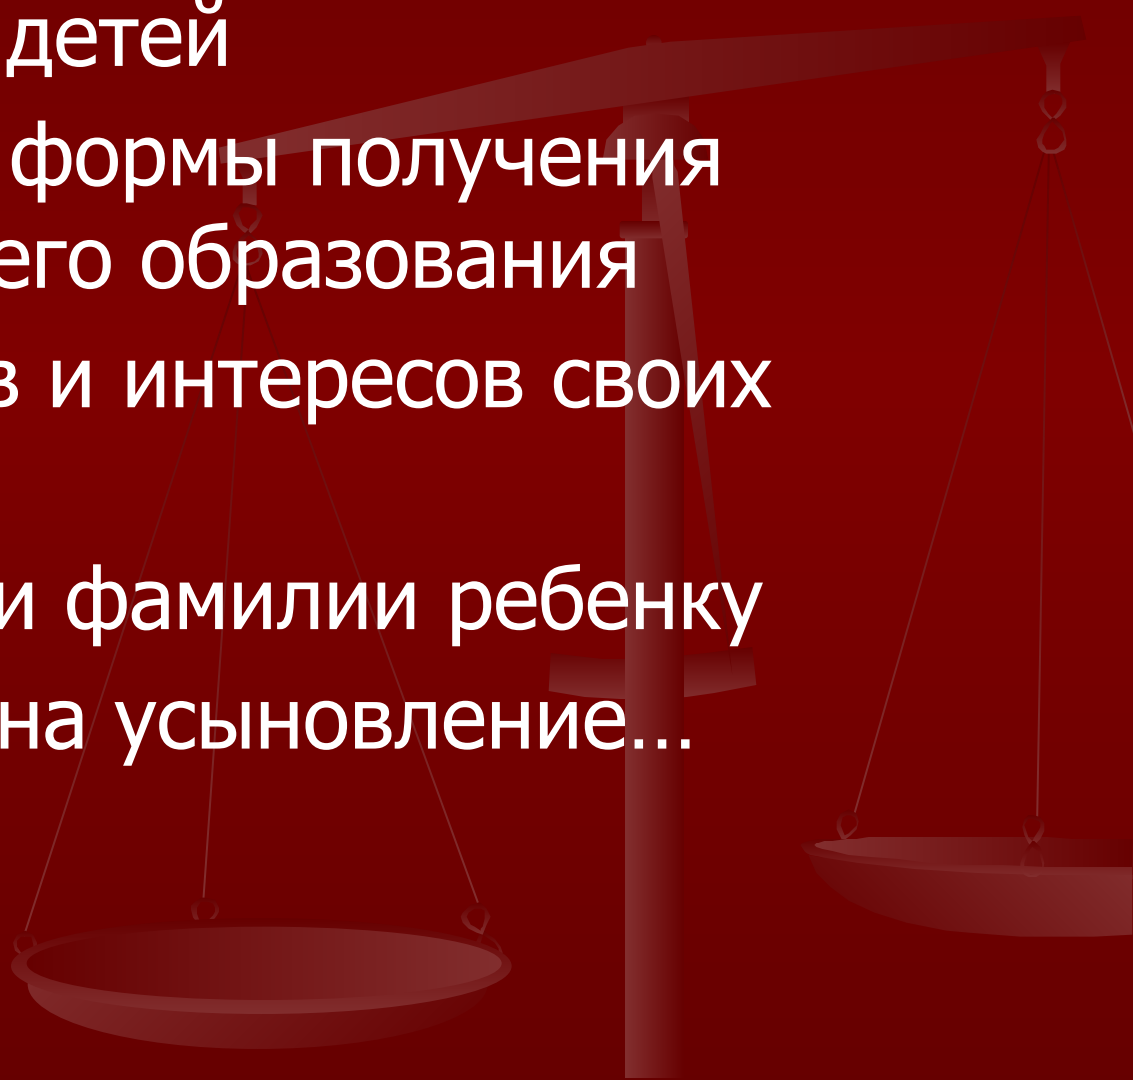 детей
формы получения
его образования
в и интересов своих
и фамилии ребенку
на усыновление...